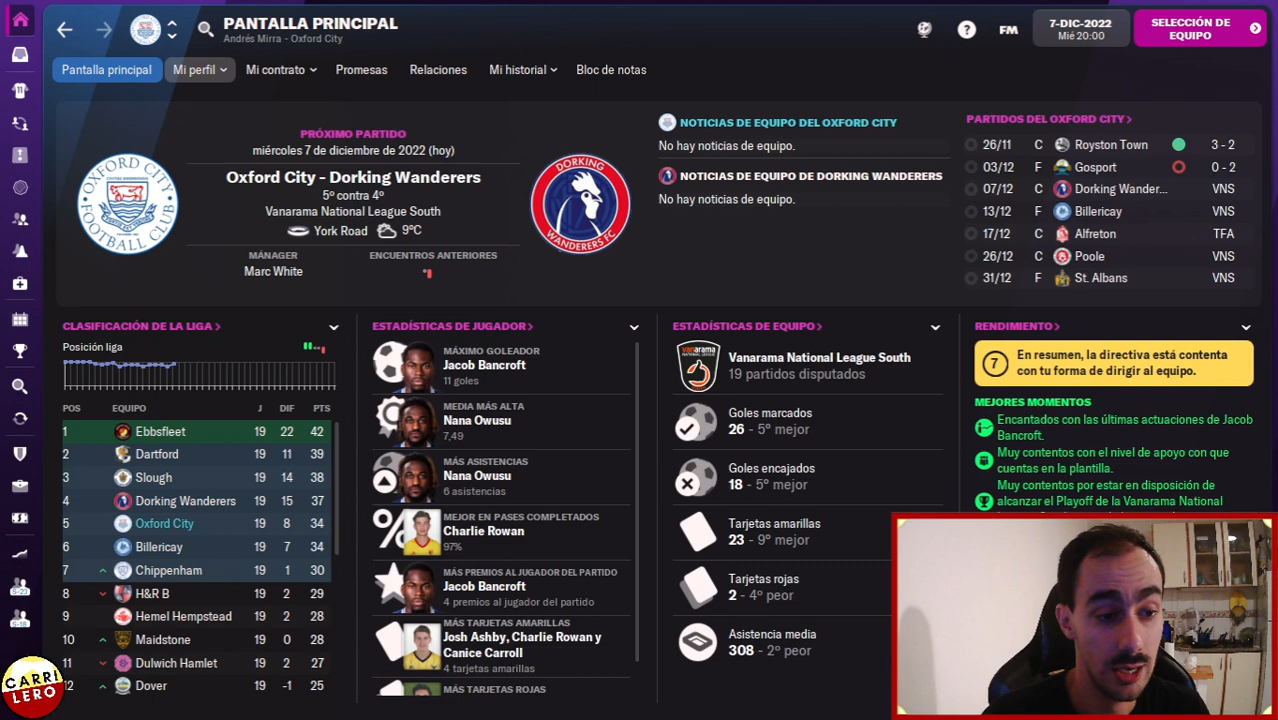 PANTALLA PRINCIPAL
Andrés Mirra - Oxford City
FM
7-DIC-2022
Mié 20:00
SELECCIÓN DE
EQUIPO
Pantalla principal
Mi perfil
Mi contrato
Promesas
Relaciones
Mi historial
Bloc de notas
OXFORD CITY
FOOTBALL CLUB
PRÓXIMO PARTIDO
miércoles 7 de diciembre de 2022 (hoy)
Oxford City - Dorking Wanderers
5º contra 4º
Vanarama National League South
York Road 9ºC
MÁNAGER
Marc White
ENCUENTROS ANTERIORES
DORKING
WANDERERS FC
NOTICIAS DE EQUIPO DEL OXFORD CITY
No hay noticias de equipo.
NOTICIAS DE EQUIPO DE DORKING WANDERERS
No hay noticias de equipo.
PARTIDOS DEL OXFORD CITY >
26/11 C Royston Town 3 - 2
03/12 F Gosport 0 - 2
07/12 C Dorking Wander... VNS
13/12 F Billericay VNS
17/12 C Alfreton TFA
26/12 C Poole VNS
31/12 F St. Albans VNS
CLASIFICACIÓN DE LA LIGA >
Posición liga
POS EQUIPO J DIF PTS
1 Ebbsfleet 19 22 42
2 Dartford 19 11 39
3 Slough 19 14 38
4 Dorking Wanderers 19 15 37
5 Oxford City 19 8 34
6 Billericay 19 7 34
7 Chippenham 19 1 30
8 H&R B 19 2 29
9 Hemel Hempstead 19 2 28
10 Maidstone 19 0 28
11 Dulwich Hamlet 19 2 27
12 Dover 19 -1 25
ESTADÍSTICAS DE JUGADOR >
MÁXIMO GOLEADOR
Jacob Bancroft
11 goles
MEDIA MÁS ALTA
Nana Owusu
7,49
MÁS ASISTENCIAS
Nana Owusu
6 asistencias
MEJOR EN PASES COMPLETADOS
Charlie Rowan
97%
MÁS PREMIOS AL JUGADOR DEL PARTIDO
Jacob Bancroft
4 premios al jugador del partido
MÁS TARJETAS AMARILLAS
Josh Ashby, Charlie Rowan y
Canice Carroll
4 tarjetas amarillas
MÁS TARJETAS ROJAS
ESTADÍSTICAS DE EQUIPO >
vanarama
Vanarama National League South
19 partidos disputados
Goles marcados
26 - 5º mejor
Goles encajados
18 - 5º mejor
Tarjetas amarillas
23 - 9º mejor
Tarjetas rojas
2 - 4º peor
Asistencia media
308 - 2º peor
RENDIMIENTO >
7
En resumen, la directiva está contenta
con tu forma de dirigir al equipo.
MEJORES MOMENTOS
Encantados con las últimas actuaciones de Jacob
Bancroft.
Muy contentos con el nivel de apoyo con que
cuentas en la plantilla.
Muy contentos por estar en disposición de
alcanzar el Playoff de la Vanarama National
S-23
S-18
CARRI
LERO